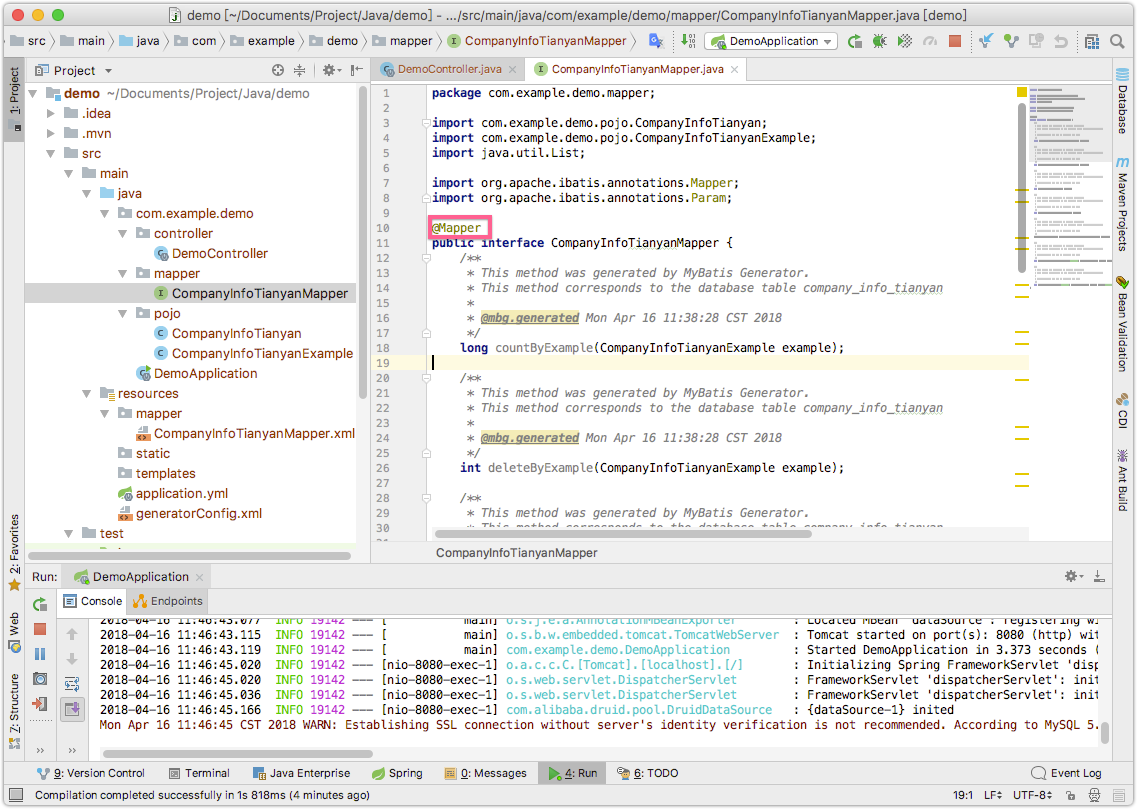 demo [~/Documents/Project/Java/demo] - .../src/main/java/com/example/demo/mapper/CompanyInfoTianyanMapper.java [demo]
src main java com example demo mapper CompanyInfoTianyanMapper DemoApplication
Project
DemoController.java
CompanyInfoTianyanMapper.java
1: Project
2: Favorites
Web
Z: Structure
demo ~/Documents/Project/Java/demo
.idea
.mvn
src
main
java
com.example.demo
controller
DemoController
mapper
CompanyInfoTianyanMapper
pojo
CompanyInfoTianyan
CompanyInfoTianyanExample
DemoApplication
resources
mapper
CompanyInfoTianyanMapper.xml
static
templates
application.yml
generatorConfig.xml
test
1 package com.example.demo.mapper;
2
3 import com.example.demo.pojo.CompanyInfoTianyan;
4 import com.example.demo.pojo.CompanyInfoTianyanExample;
5 import java.util.List;
6
7 import org.apache.ibatis.annotations.Mapper;
8 import org.apache.ibatis.annotations.Param;
9
10 @Mapper
11 public interface CompanyInfoTianyanMapper {
12 /**
13 * This method was generated by MyBatis Generator.
14 * This method corresponds to the database table company_info_tianyan
15 *
16 * @mbg.generated Mon Apr 16 11:38:28 CST 2018
17 */
18 long countByExample(CompanyInfoTianyanExample example);
19
20 /**
21 * This method was generated by MyBatis Generator.
22 * This method corresponds to the database table company_info_tianyan
23 *
24 * @mbg.generated Mon Apr 16 11:38:28 CST 2018
25 */
26 int deleteByExample(CompanyInfoTianyanExample example);
27
28 /**
29 * This method was generated by MyBatis Generator.
30 * This method corresponds to the database table company_info_tianyan
CompanyInfoTianyanMapper
Database
Maven Projects
Bean Validation
CDI
Ant Build
Run: DemoApplication
Console Endpoints
2018-04-16 11:46:43.077 INFO 19142 --- [ main] o.s.j.e.a.AnnotationMBeanExporter : Located MBean 'dataSource': registering wi
2018-04-16 11:46:43.115 INFO 19142 --- [ main] o.s.b.w.embedded.tomcat.TomcatWebServer : Tomcat started on port(s): 8080 (http) wit
2018-04-16 11:46:43.119 INFO 19142 --- [ main] com.example.demo.DemoApplication : Started DemoApplication in 3.373 seconds (
2018-04-16 11:46:45.020 INFO 19142 --- [nio-8080-exec-1] o.a.c.c.C.[Tomcat].[localhost].[/] : Initializing Spring FrameworkServlet 'disp
2018-04-16 11:46:45.020 INFO 19142 --- [nio-8080-exec-1] o.s.web.servlet.DispatcherServlet : FrameworkServlet 'dispatcherServlet': init
2018-04-16 11:46:45.036 INFO 19142 --- [nio-8080-exec-1] o.s.web.servlet.DispatcherServlet : FrameworkServlet 'dispatcherServlet': init
2018-04-16 11:46:45.166 INFO 19142 --- [nio-8080-exec-1] com.alibaba.druid.pool.DruidDataSource : {dataSource-1} inited
Mon Apr 16 11:46:45 CST 2018 WARN: Establishing SSL connection without server's identity verification is not recommended. According to MySQL 5.
9: Version Control Terminal Java Enterprise Spring 0: Messages 4: Run 6: TODO Event Log
Compilation completed successfully in 1s 818ms (4 minutes ago) 19:1 LF UTF-8